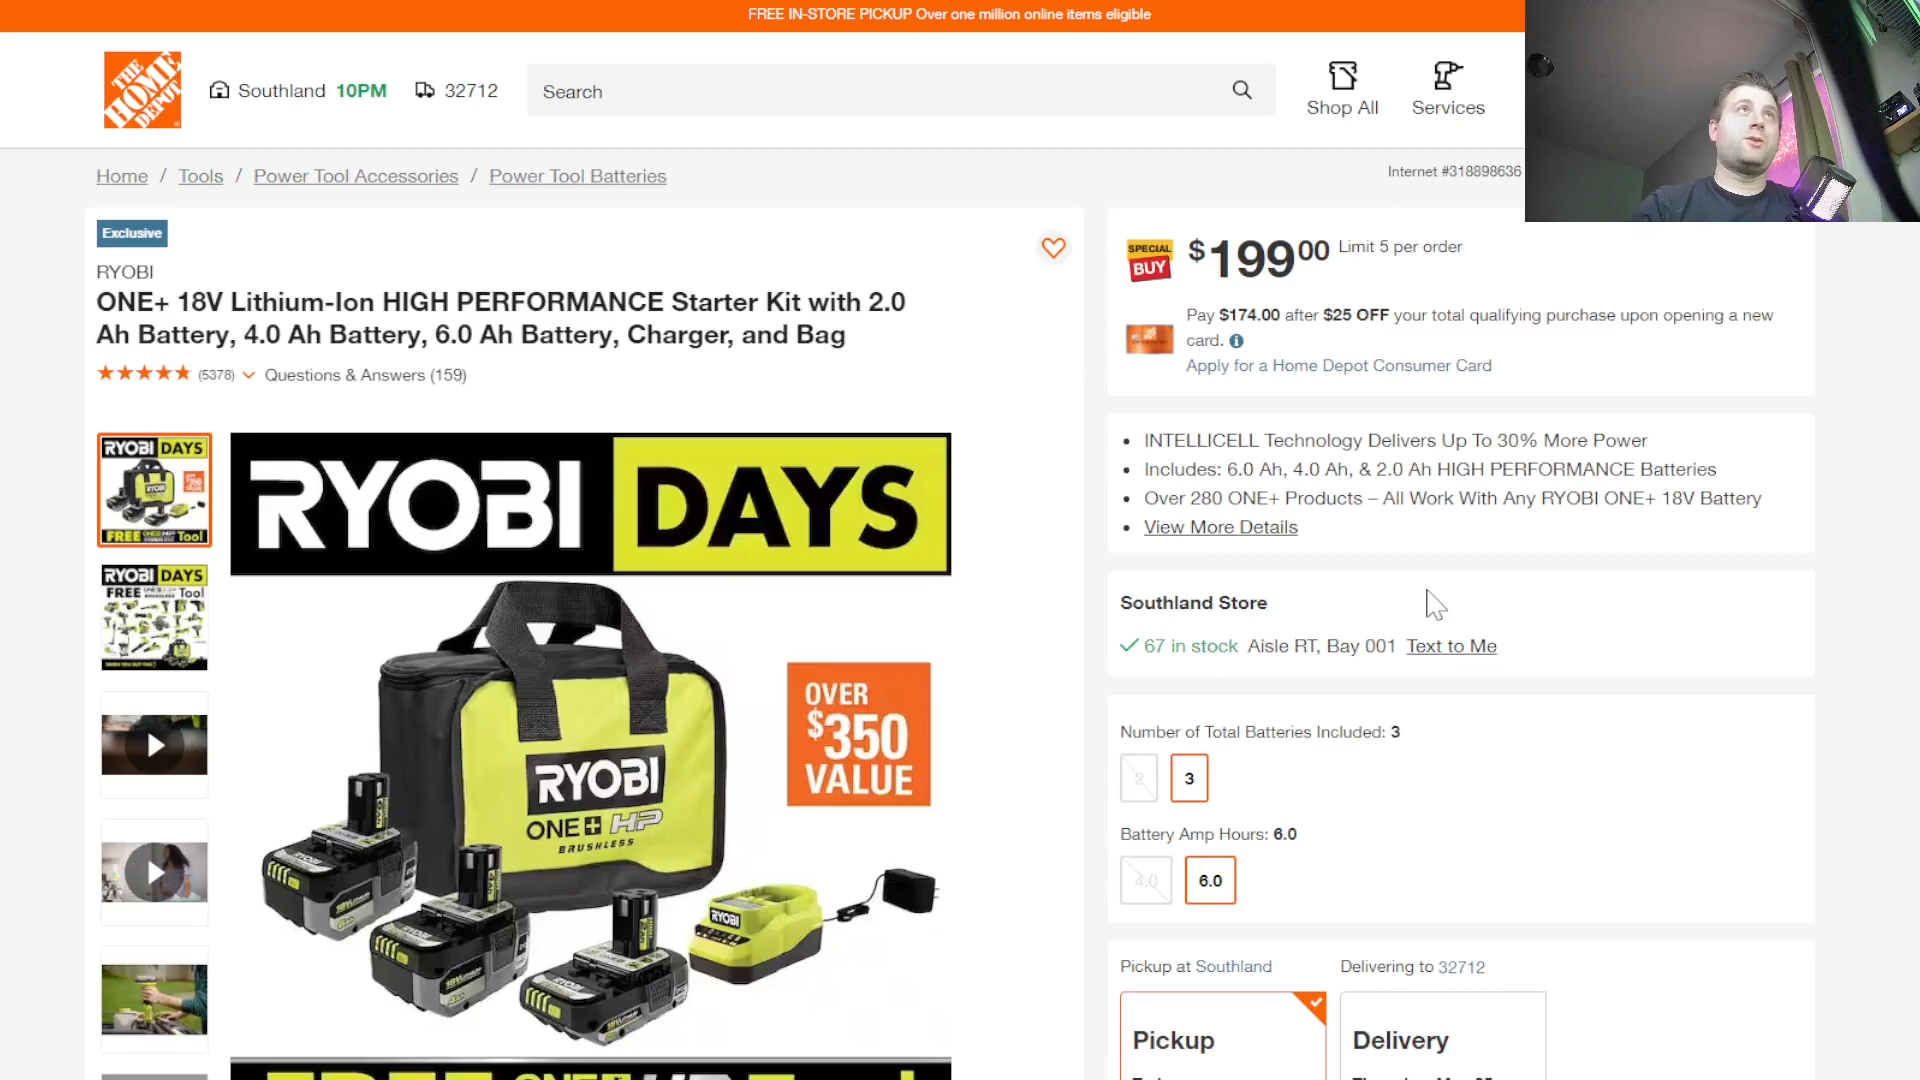 FREE IN-STORE PICKUP Over one million online items eligible
THE HOME DEPOT
Southland 10PM
32712
Search
Shop All
Services
Home / Tools / Power Tool Accessories / Power Tool Batteries
Internet #318898636
Exclusive
RYOBI
ONE+ 18V Lithium-Ion HIGH PERFORMANCE Starter Kit with 2.0
Ah Battery, 4.0 Ah Battery, 6.0 Ah Battery, Charger, and Bag
(5378)
Questions & Answers (159)
RYOBI DAYS
FREE ONE+ HP Tool
RYOBI DAYS
FREE Tool
RYOBI DAYS
OVER
$350
VALUE
RYOBI
ONE+ HP
BRUSHLESS
RYOBI
SPECIAL
BUY
$199 00
Limit 5 per order
Pay $174.00 after $25 OFF your total qualifying purchase upon opening a new
card.
Apply for a Home Depot Consumer Card
INTELLICELL Technology Delivers Up To 30% More Power
Includes: 6.0 Ah, 4.0 Ah, & 2.0 Ah HIGH PERFORMANCE Batteries
Over 280 ONE+ Products – All Work With Any RYOBI ONE+ 18V Battery
View More Details
Southland Store
67 in stock Aisle RT, Bay 001 Text to Me
Number of Total Batteries Included: 3
2
3
Battery Amp Hours: 6.0
4.0
6.0
Pickup at Southland
Delivering to 32712
Pickup
Delivery